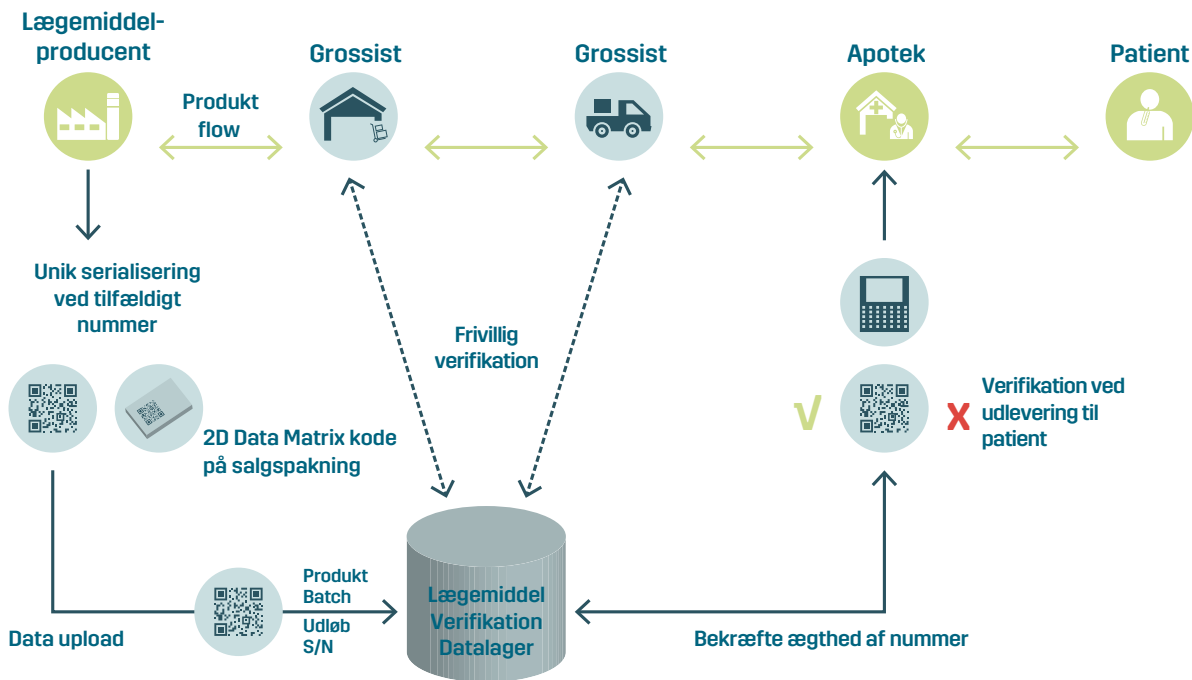 Lægemiddel-
producent
Grossist
Grossist
Apotek
Patient
Produkt
flow
Unik serialisering
ved tilfældigt
nummer
Frivillig
verifikation
2D Data Matrix kode
på salgspakning
V
X
Verifikation ved
udlevering til
patient
Data upload
Produkt
Batch
Udløb
S/N
Lægemiddel
Verifikation
Datalager
Bekræfte ægthed af nummer